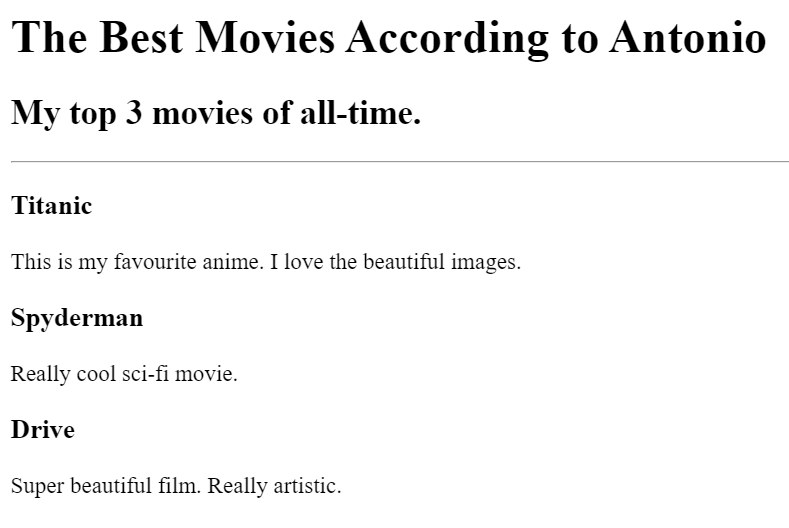 The Best Movies According to Antonio
My top 3 movies of all-time.
Titanic
This is my favourite anime. I love the beautiful images.
Spyderman
Really cool sci-fi movie.
Drive
Super beautiful film. Really artistic.